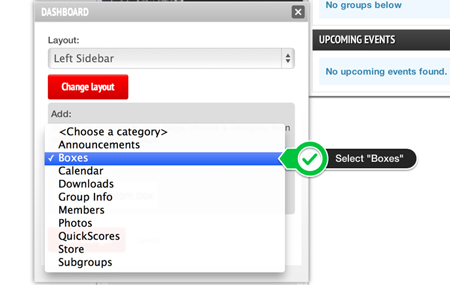 DASHBOARD
No groups below
Layout:
Left Sidebar
UPCOMING EVENTS
No upcoming events found.
Change layout
Add:
<Choose a category>
Announcements
Boxes
Calendar
Downloads
Group Info
Members
Photos
QuickScores
Store
Subgroups
Select "Boxes"